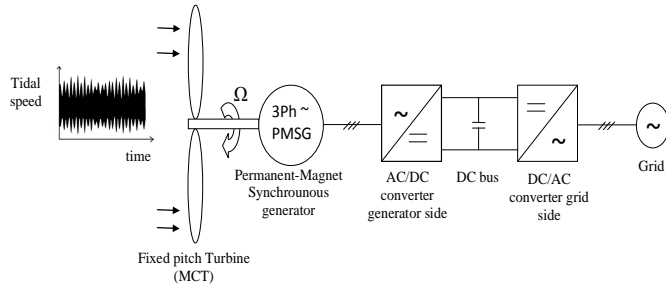 Tidal
speed
time
Ω
3Ph ~
PMSG
Permanent-Magnet
Synchrounous
generator
Fixed pitch Turbine
(MCT)
~
=
AC/DC
converter
generator side
DC bus
=
~
DC/AC
converter grid
side
~
Grid